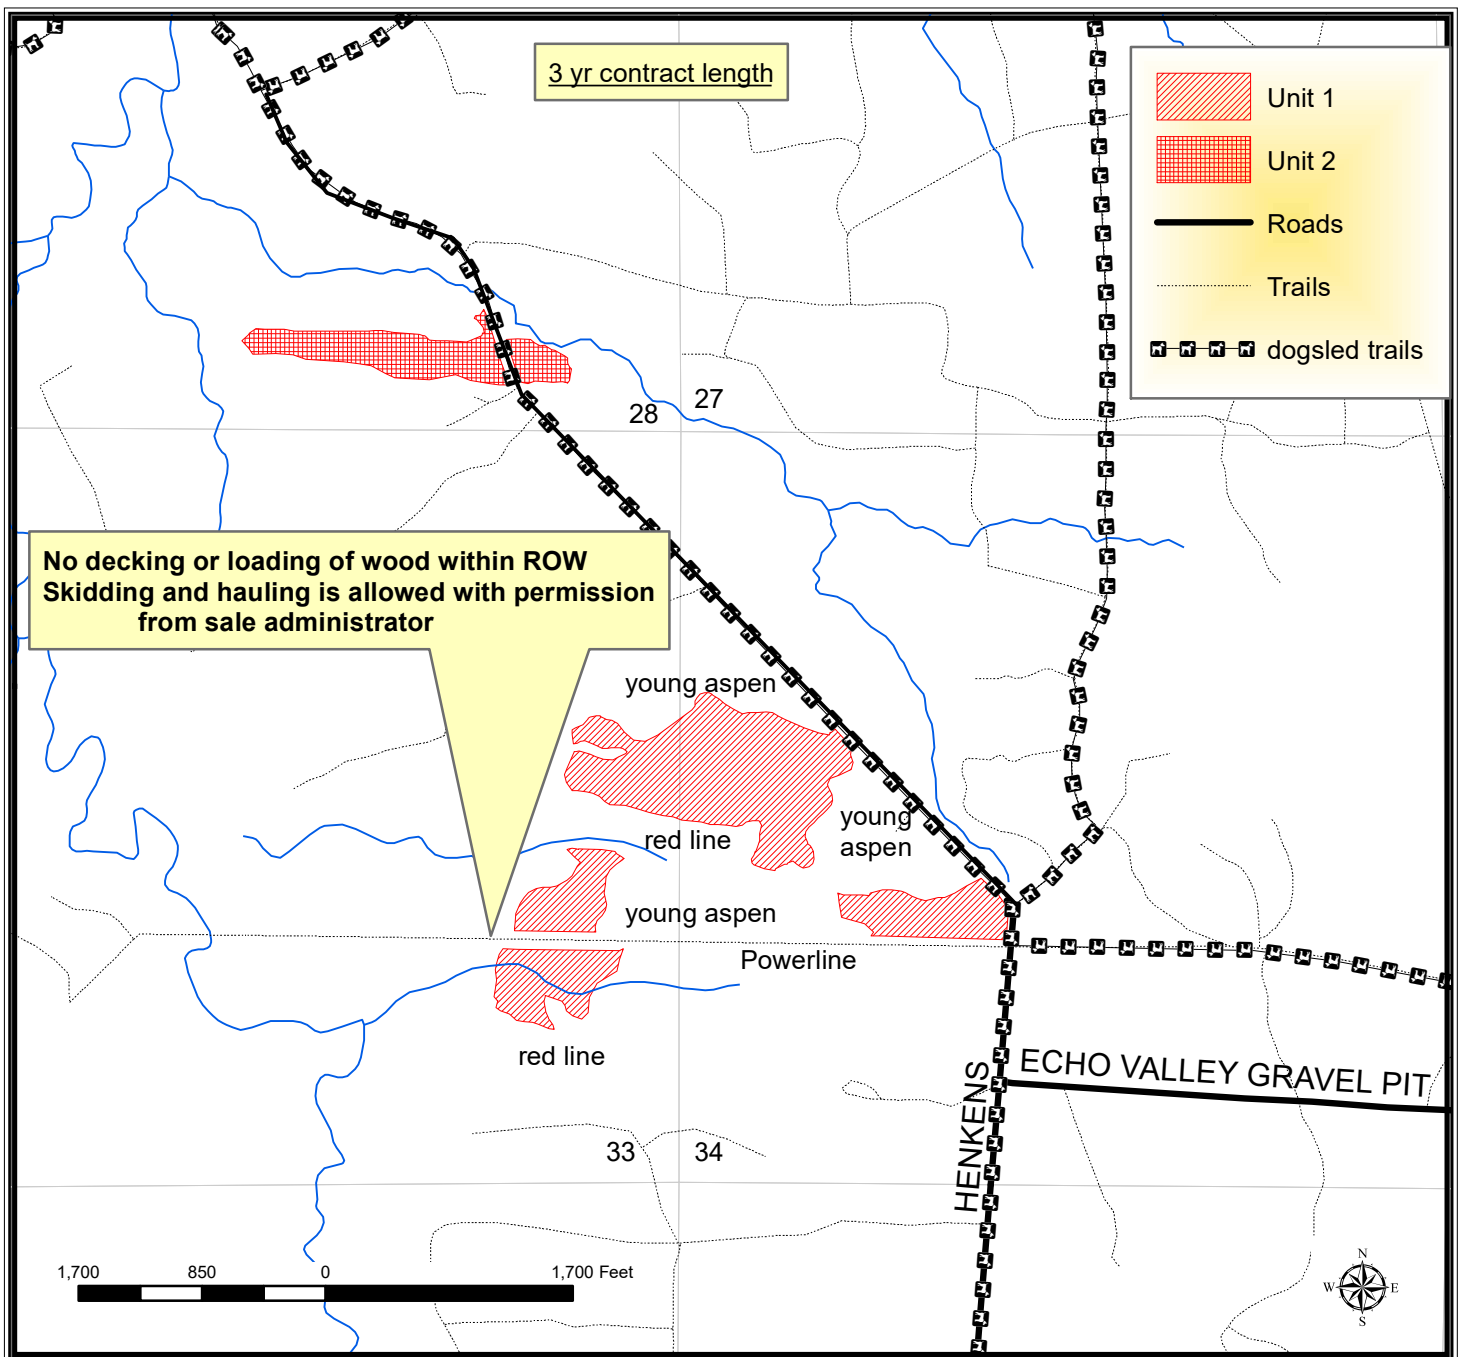 3 yr contract length
Unit 1
Unit 2
Roads
Trails
dogsled trails
28
27
No decking or loading of wood within ROW
Skidding and hauling is allowed with permission
from sale administrator
young aspen
red line
young
aspen
young aspen
Powerline
red line
ECHO VALLEY GRAVEL PIT
HENKENS
33
34
1,700
850
0
1,700 Feet
N
W
E
S